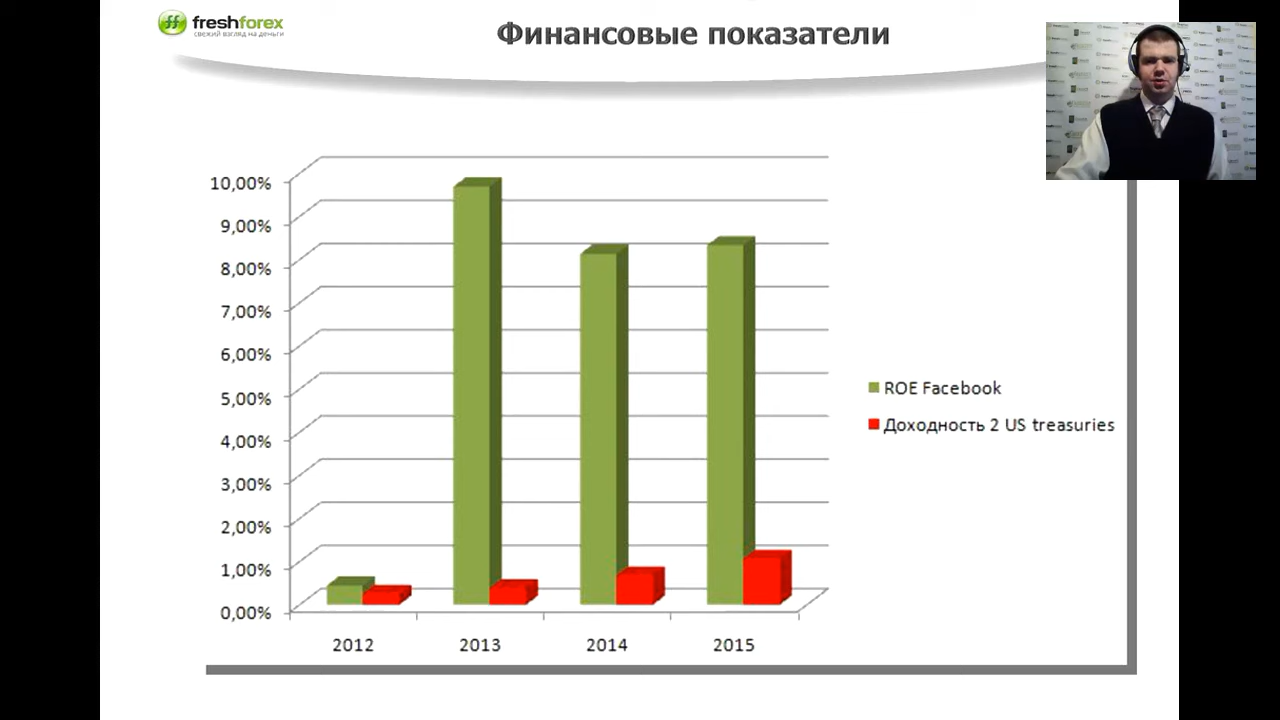 freshforex
свежий взгляд на деньги
Финансовые показатели
10,00%
9,00%
8,00%
7,00%
6,00%
5,00%
4,00%
3,00%
2,00%
1,00%
0,00%
2012 2013 2014 2015
ROE Facebook
Доходность 2 US treasuries